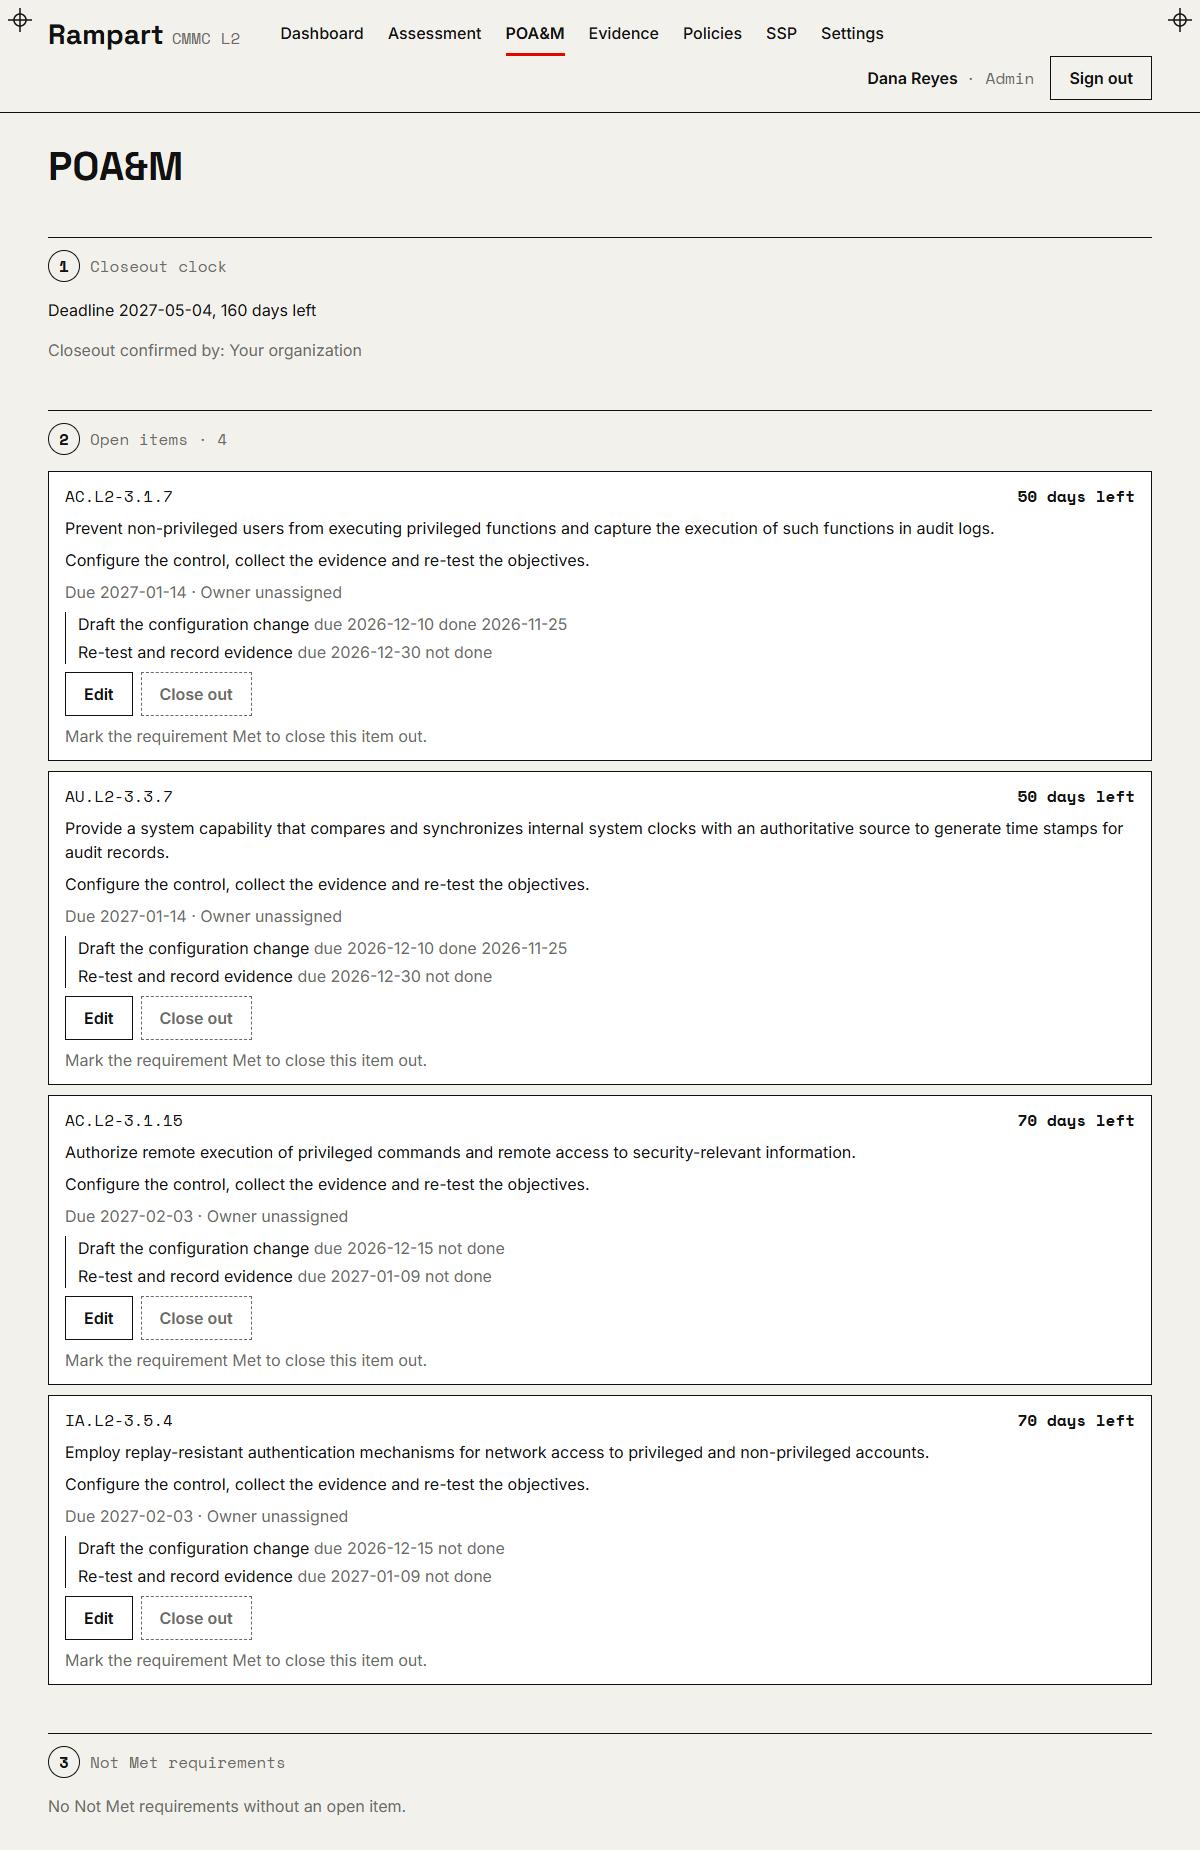 Rampart CMMC L2 Dashboard Assessment POA&M Evidence Policies SSP Settings
Dana Reyes · Admin Sign out
POA&M
1 Closeout clock
Deadline 2027-05-04, 160 days left
Closeout confirmed by: Your organization
2 Open items · 4
AC.L2-3.1.7 50 days left
Prevent non-privileged users from executing privileged functions and capture the execution of such functions in audit logs.
Configure the control, collect the evidence and re-test the objectives.
Due 2027-01-14 · Owner unassigned
Draft the configuration change due 2026-12-10 done 2026-11-25
Re-test and record evidence due 2026-12-30 not done
Edit Close out
Mark the requirement Met to close this item out.
AU.L2-3.3.7 50 days left
Provide a system capability that compares and synchronizes internal system clocks with an authoritative source to generate time stamps for
audit records.
Configure the control, collect the evidence and re-test the objectives.
Due 2027-01-14 · Owner unassigned
Draft the configuration change due 2026-12-10 done 2026-11-25
Re-test and record evidence due 2026-12-30 not done
Edit Close out
Mark the requirement Met to close this item out.
AC.L2-3.1.15 70 days left
Authorize remote execution of privileged commands and remote access to security-relevant information.
Configure the control, collect the evidence and re-test the objectives.
Due 2027-02-03 · Owner unassigned
Draft the configuration change due 2026-12-15 not done
Re-test and record evidence due 2027-01-09 not done
Edit Close out
Mark the requirement Met to close this item out.
IA.L2-3.5.4 70 days left
Employ replay-resistant authentication mechanisms for network access to privileged and non-privileged accounts.
Configure the control, collect the evidence and re-test the objectives.
Due 2027-02-03 · Owner unassigned
Draft the configuration change due 2026-12-15 not done
Re-test and record evidence due 2027-01-09 not done
Edit Close out
Mark the requirement Met to close this item out.
3 Not Met requirements
No Not Met requirements without an open item.